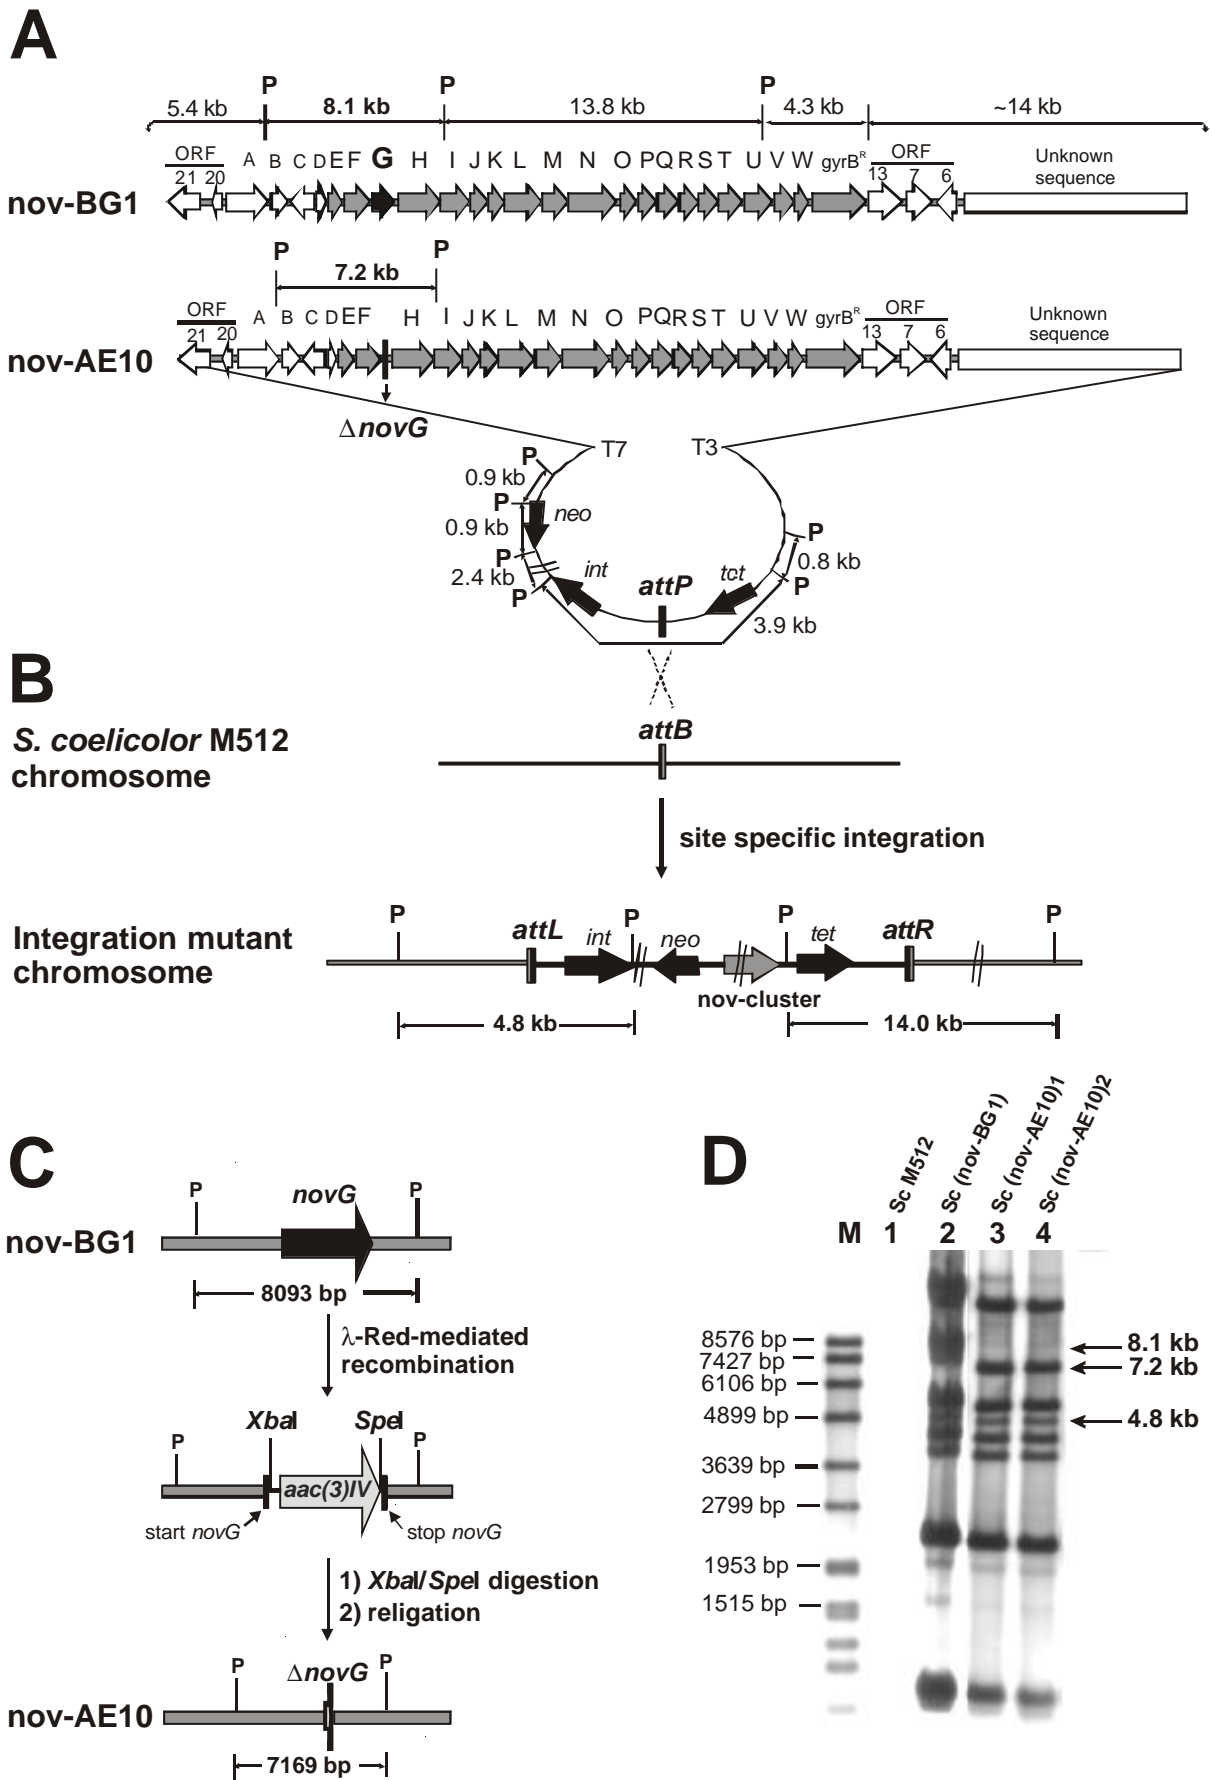 A
P P P
5.4 kb 8.1 kb 13.8 kb 4.3 kb ~14 kb
ORF A B C D E F G H I J K L M N O P Q R S T U V W gyrBᴿ ORF Unknown
21 20 13 7 6 sequence
nov-BG1
P P
7.2 kb
ORF A B C D E F H I J K L M N O P Q R S T U V W gyrBᴿ ORF Unknown
21 20 13 7 6 sequence
nov-AE10
ΔnovG
T7 T3
P
0.9 kb
P
neo
0.9 kb
P
2.4 kb
P
int
attP
tct
P
0.8 kb
P
3.9 kb
B
attB
S. coelicolor M512
chromosome
site specific integration
P attL int P neo P tet attR P
Integration mutant
chromosome
nov-cluster
4.8 kb 14.0 kb
C
P novG P
nov-BG1
8093 bp
λ-Red-mediated
recombination
XbaI SpeI
P P
aac(3)IV
start novG stop novG
1) XbaI/SpeI digestion
2) religation
P ΔnovG P
nov-AE10
7169 bp
D
Sc M512
Sc (nov-BG1)
Sc (nov-AE10)1
Sc (nov-AE10)2
M 1 2 3 4
8576 bp
7427 bp
6106 bp
4899 bp
3639 bp
2799 bp
1953 bp
1515 bp
8.1 kb
7.2 kb
4.8 kb